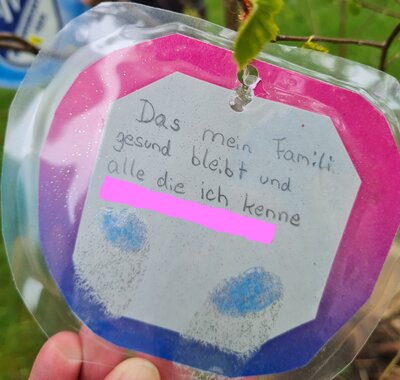 Das mein Famili
gesund bleibt und
alle die ich kenne